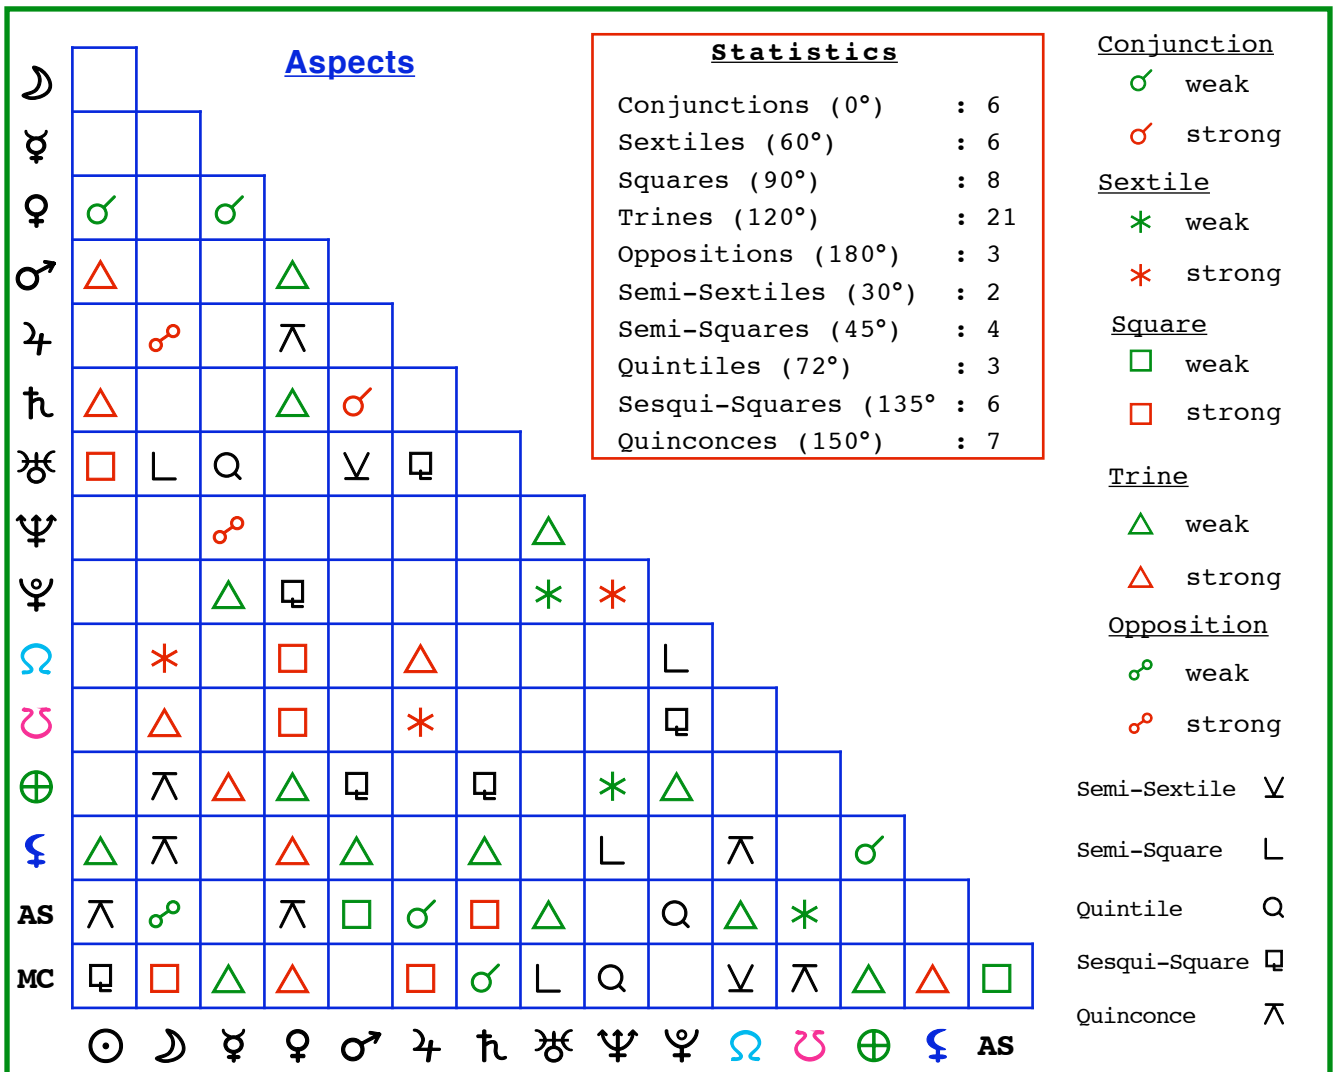 Aspects
Statistics
Conjunctions (0°) : 6
Sextiles (60°) : 6
Squares (90°) : 8
Trines (120°) : 21
Oppositions (180°) : 3
Semi-Sextiles (30°) : 2
Semi-Squares (45°) : 4
Quintiles (72°) : 3
Sesqui-Squares (135° : 6
Quinconces (150°) : 7
Conjunction
weak
strong
Sextile
weak
strong
Square
weak
strong
Trine
weak
strong
Opposition
weak
strong
Semi-Sextile
Semi-Square
Quintile
Sesqui-Square
Quinconce
AS
MC
AS